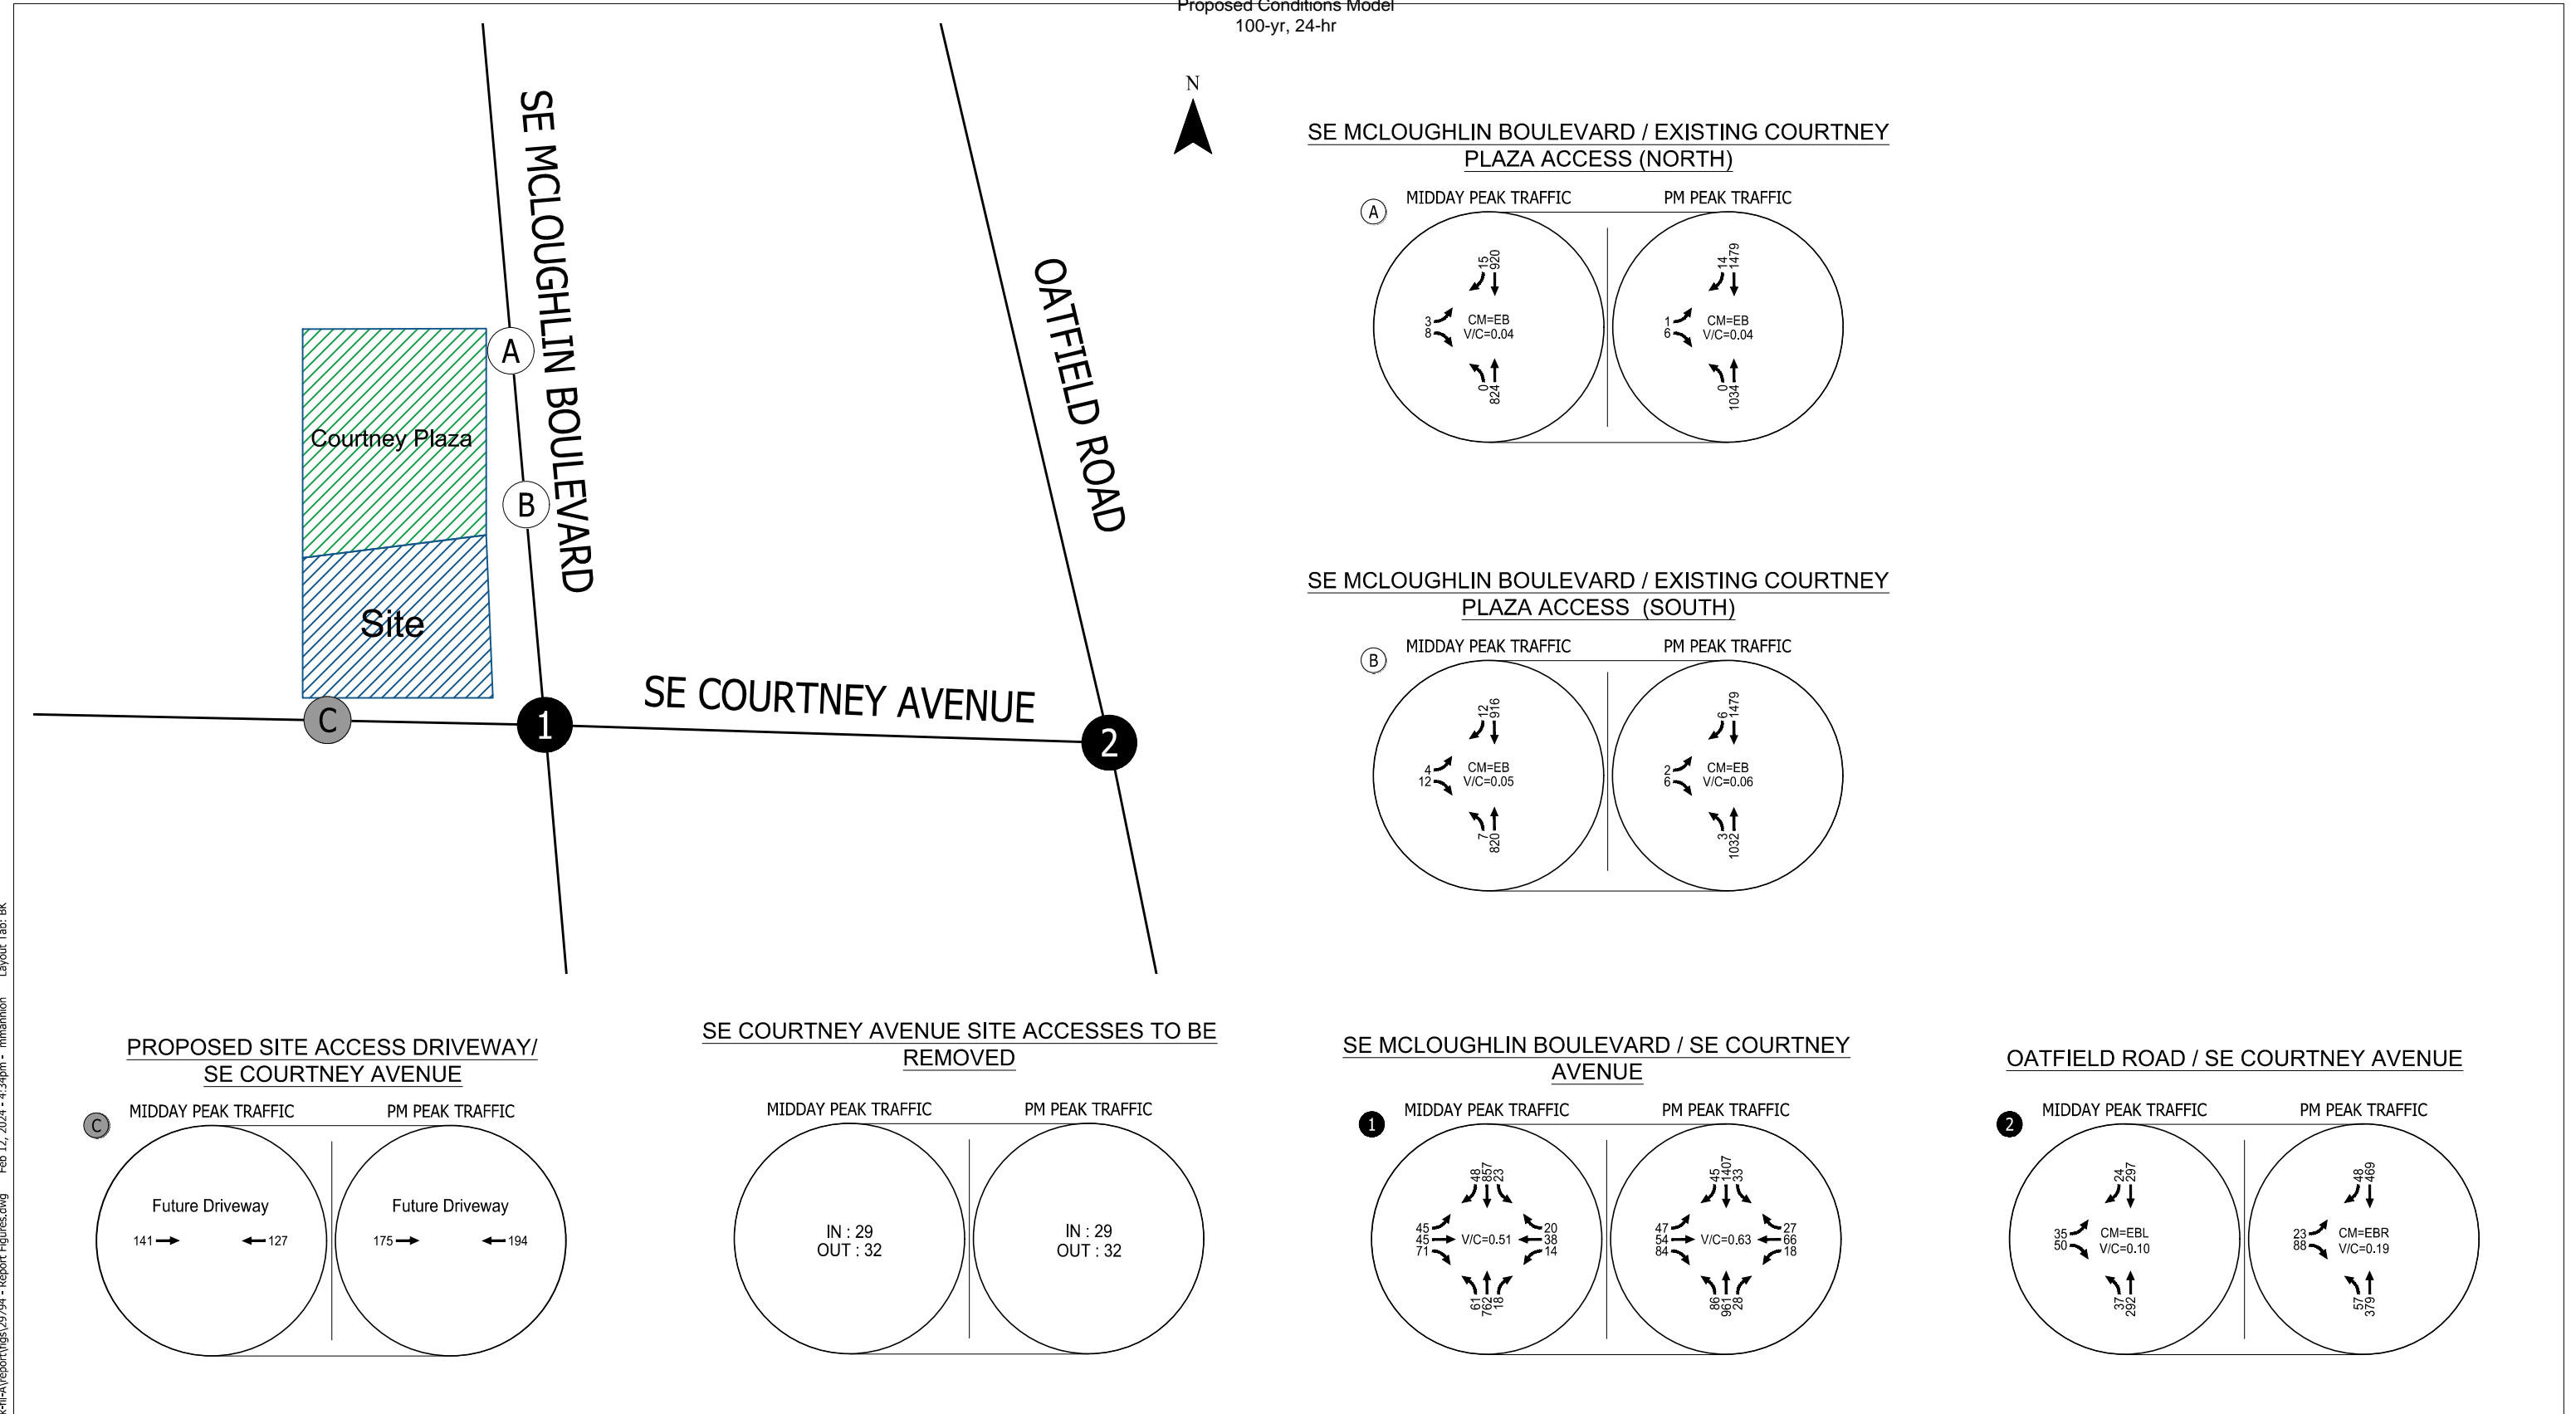 Proposed Conditions Model
100-yr, 24-hr
N
SE MCLOUGHLIN BOULEVARD
OATFIELD ROAD
A
Courtney Plaza
B
Site
SE COURTNEY AVENUE
C
1
2
SE MCLOUGHLIN BOULEVARD / EXISTING COURTNEY
PLAZA ACCESS (NORTH)
MIDDAY PEAK TRAFFIC
PM PEAK TRAFFIC
A
15
920
3
8
CM=EB
V/C=0.04
0
824
14
1479
1
6
CM=EB
V/C=0.04
0
1034
SE MCLOUGHLIN BOULEVARD / EXISTING COURTNEY
PLAZA ACCESS (SOUTH)
MIDDAY PEAK TRAFFIC
PM PEAK TRAFFIC
B
12
916
4
12
CM=EB
V/C=0.05
7
820
6
1479
2
6
CM=EB
V/C=0.06
3
1032
PROPOSED SITE ACCESS DRIVEWAY/
SE COURTNEY AVENUE
MIDDAY PEAK TRAFFIC
PM PEAK TRAFFIC
C
Future Driveway
141
127
Future Driveway
175
194
SE COURTNEY AVENUE SITE ACCESSES TO BE
REMOVED
MIDDAY PEAK TRAFFIC
PM PEAK TRAFFIC
IN : 29
OUT : 32
IN : 29
OUT : 32
SE MCLOUGHLIN BOULEVARD / SE COURTNEY
AVENUE
MIDDAY PEAK TRAFFIC
PM PEAK TRAFFIC
1
48
857
23
45
45
71
V/C=0.51
20
38
14
61
762
18
45
1407
33
47
54
84
V/C=0.63
27
66
18
86
961
28
OATFIELD ROAD / SE COURTNEY AVENUE
MIDDAY PEAK TRAFFIC
PM PEAK TRAFFIC
2
24
297
35
50
CM=EBL
V/C=0.10
37
292
48
469
23
88
CM=EBR
V/C=0.19
57
379
Feb 12, 2024 - 4:34pm - mmannion Layout Tab: BK